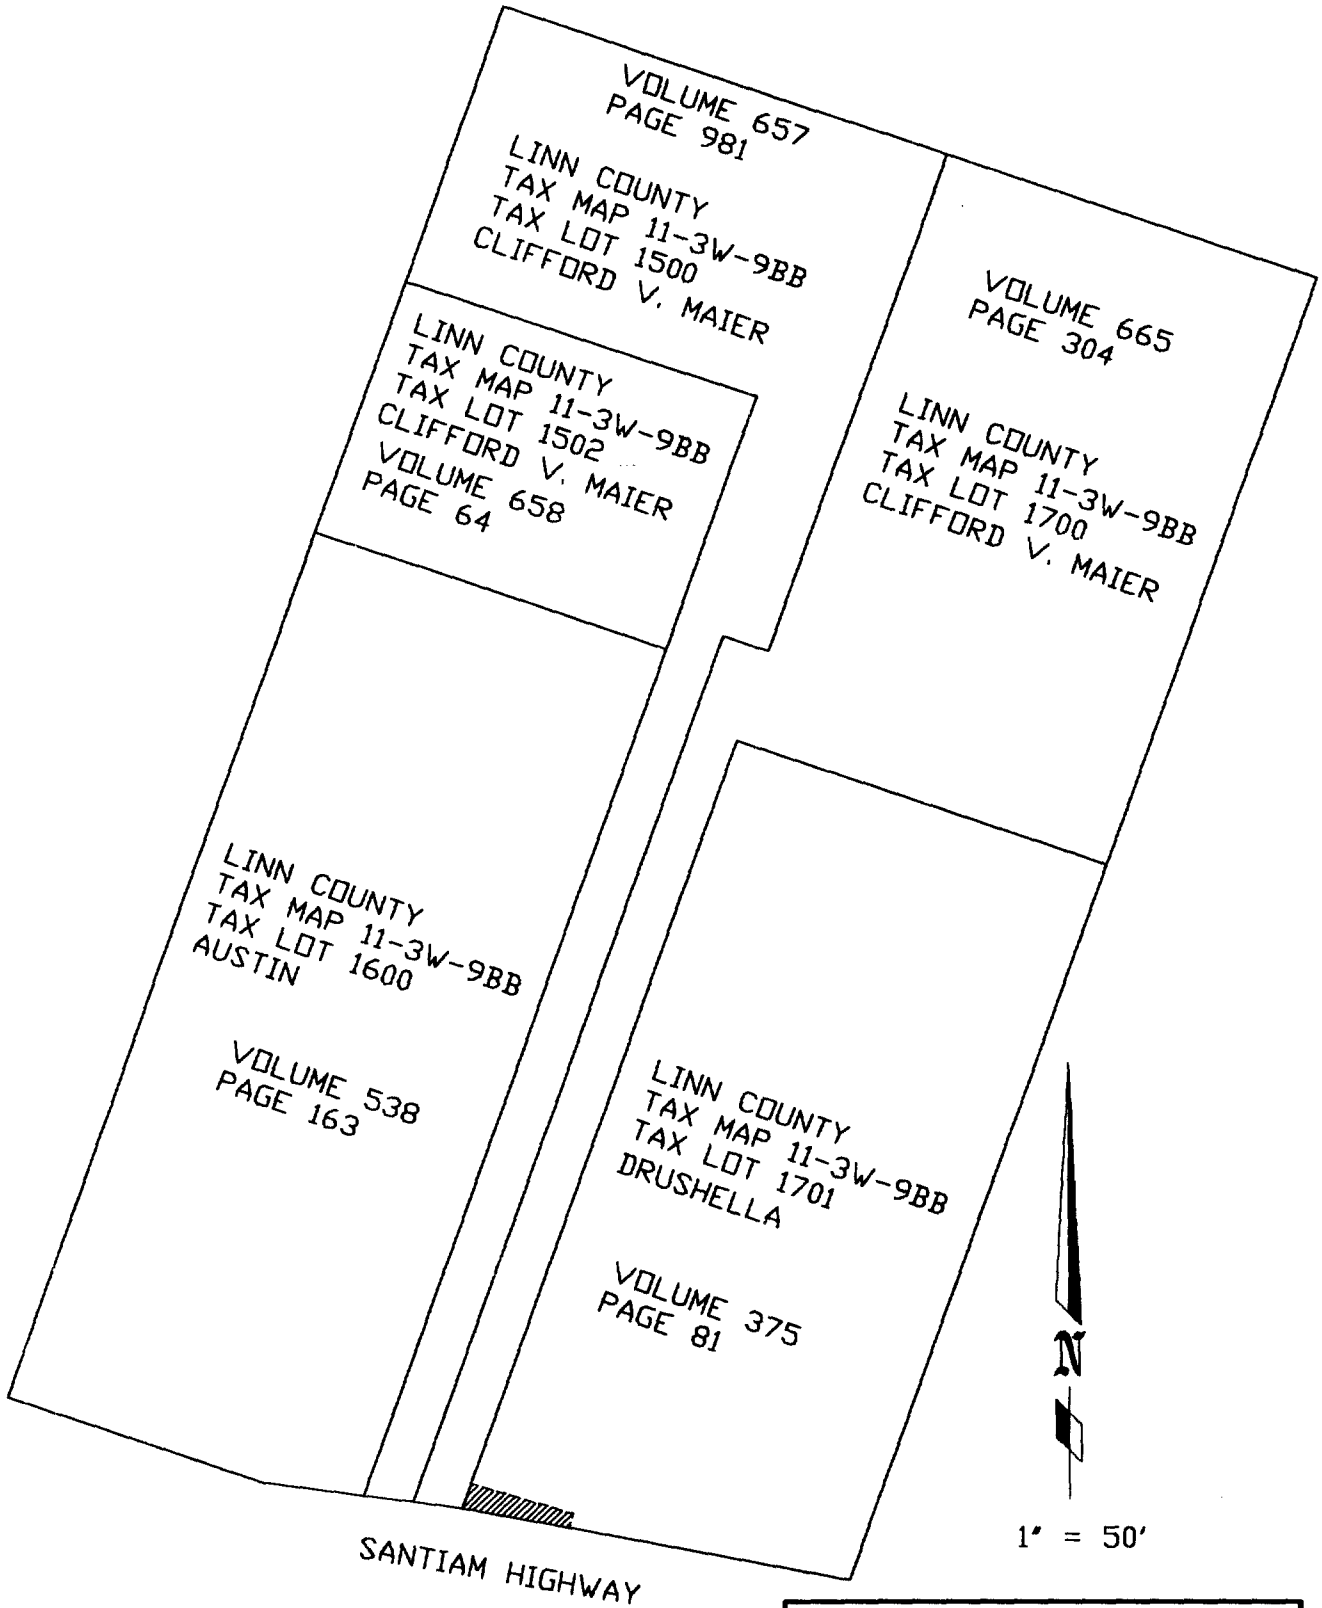 VOLUME 657
PAGE 981
LINN COUNTY
TAX MAP 11-3W-9BB
TAX LOT 1500
CLIFFORD V. MAIER
VOLUME 665
PAGE 304
LINN COUNTY
TAX MAP 11-3W-9BB
TAX LOT 1700
CLIFFORD V. MAIER
LINN COUNTY
TAX MAP 11-3W-9BB
TAX LOT 1502
CLIFFORD V. MAIER
VOLUME 658
PAGE 64
LINN COUNTY
TAX MAP 11-3W-9BB
TAX LOT 1600
AUSTIN
VOLUME 538
PAGE 163
LINN COUNTY
TAX MAP 11-3W-9BB
TAX LOT 1701
DRUSHELLA
VOLUME 375
PAGE 81
N
1" = 50'
SANTIAM HIGHWAY